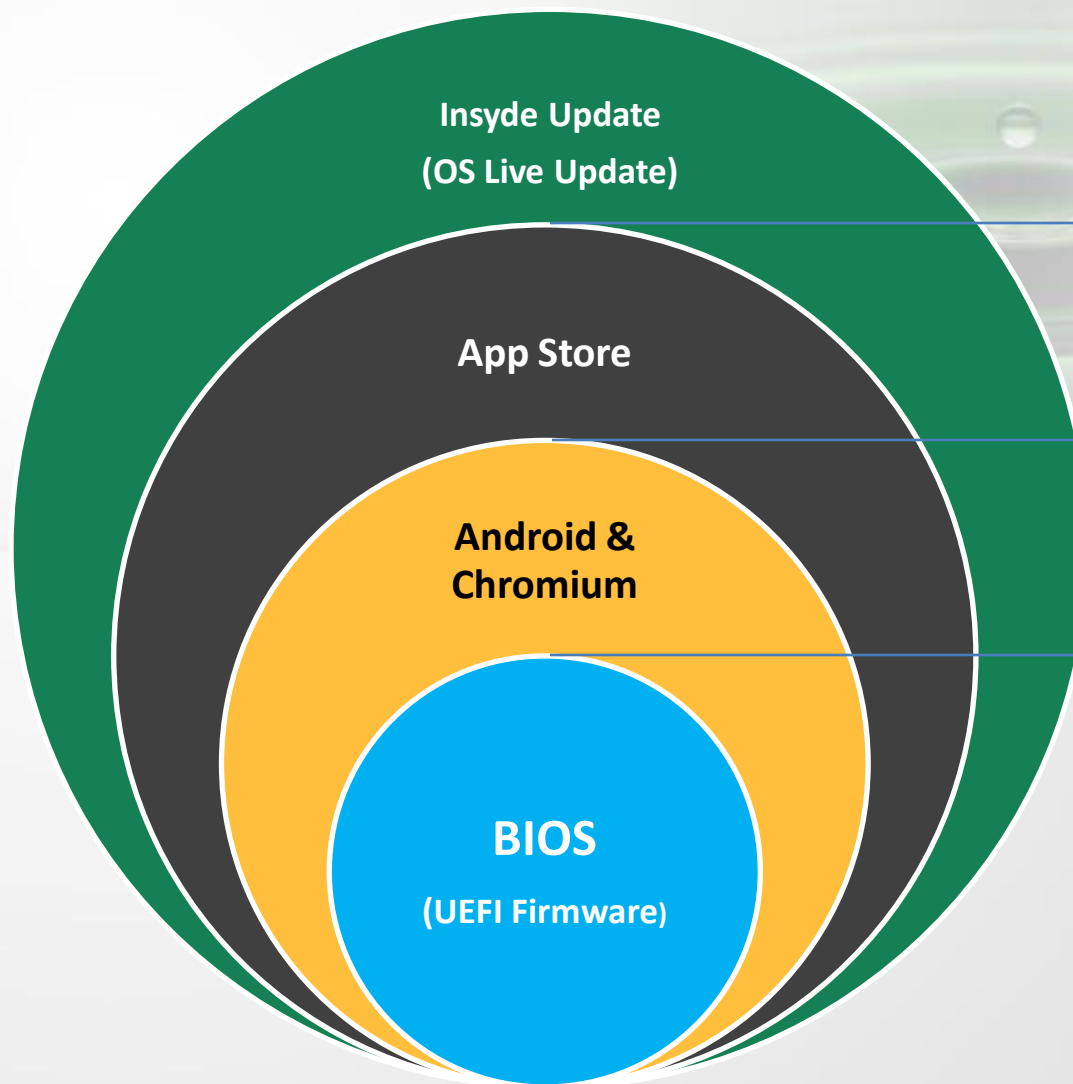 Insyde Update
(OS Live Update)
App Store
Android &
Chromium
BIOS
(UEFI Firmware)